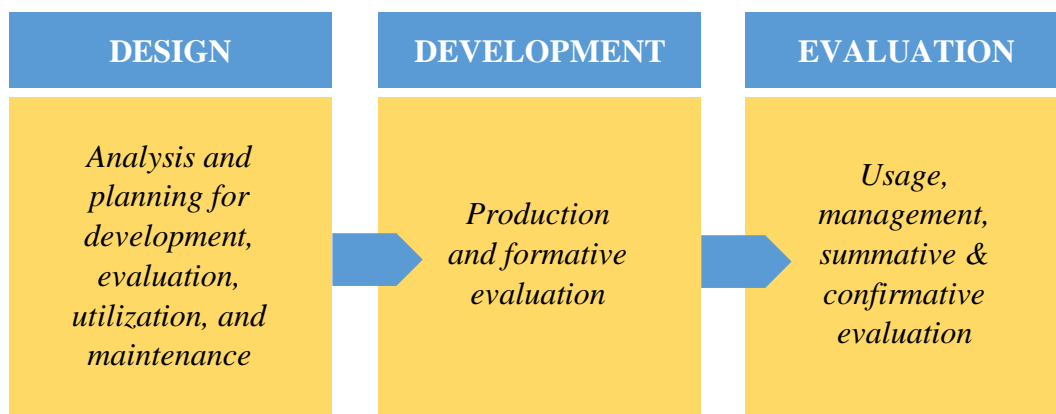 DESIGN
Analysis and
planning for
development,
evaluation,
utilization, and
maintenance
DEVELOPMENT
Production
and formative
evaluation
EVALUATION
Usage,
management,
summative &
confirmative
evaluation